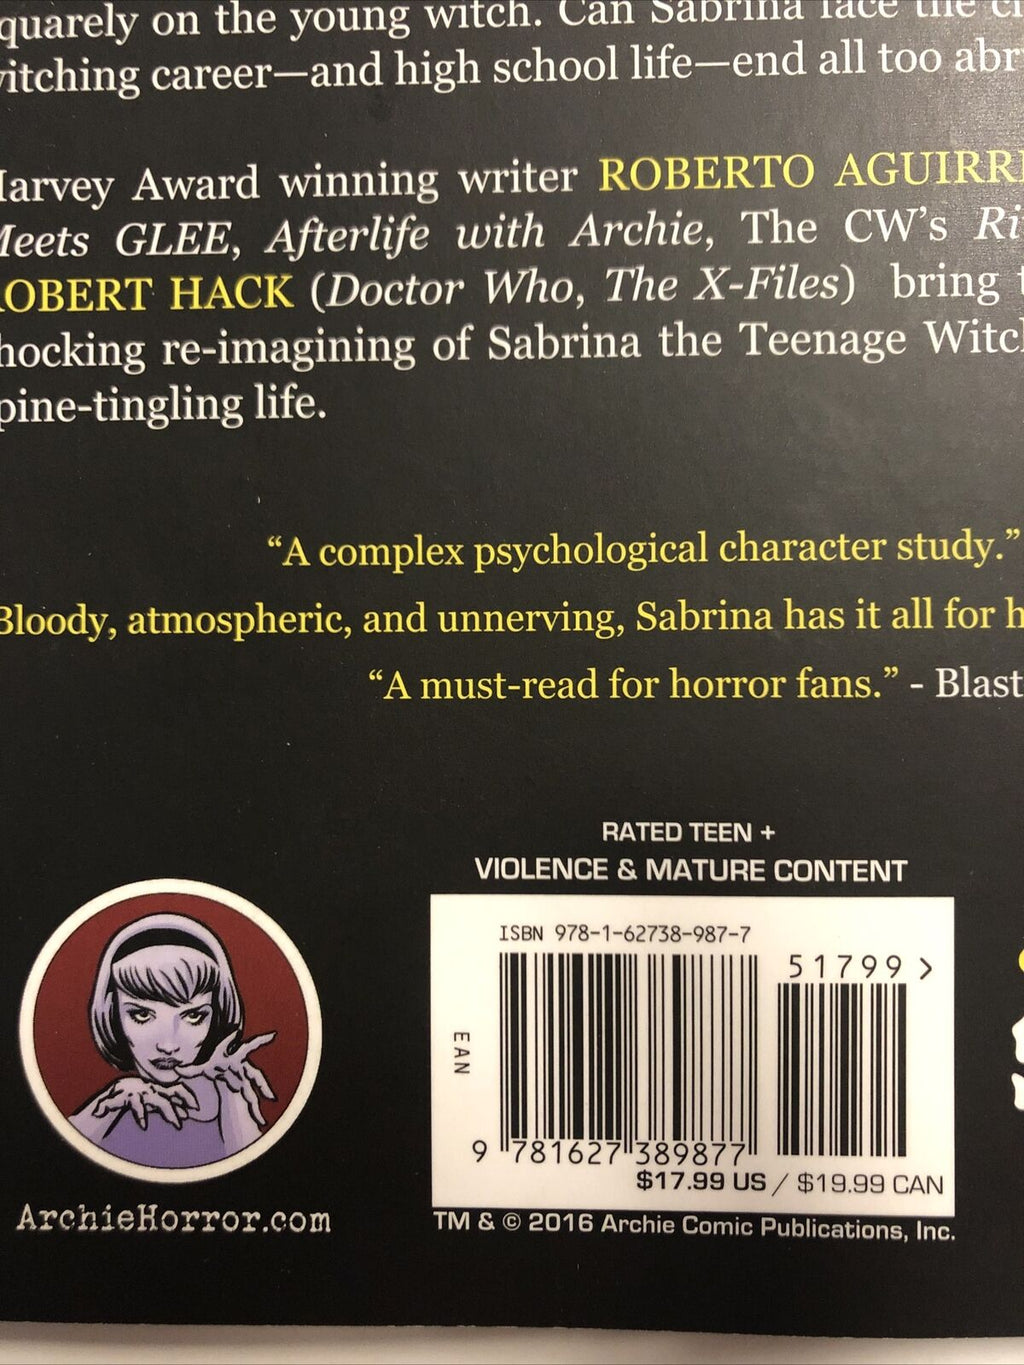 quarely on the young witch. Can Sabrina face the
itching career—and high school life—end all too abr
arvey Award winning writer ROBERTO AGUIRR
eets GLEE, Afterlife with Archie, The CW's Ri
OBERT HACK (Doctor Who, The X-Files) bring
hocking re-imagining of Sabrina the Teenage Witc
pine-tingling life.
“A complex psychological character study.”
Bloody, atmospheric, and unnerving, Sabrina has it all for h
“A must-read for horror fans.” - Blast
RATED TEEN +
VIOLENCE & MATURE CONTENT
ISBN 978-1-62738-987-7
51799 >
EAN
9 781627 389877
$17.99 US / $19.99 CAN
ArchieHorror.com
TM & © 2016 Archie Comic Publications, Inc.